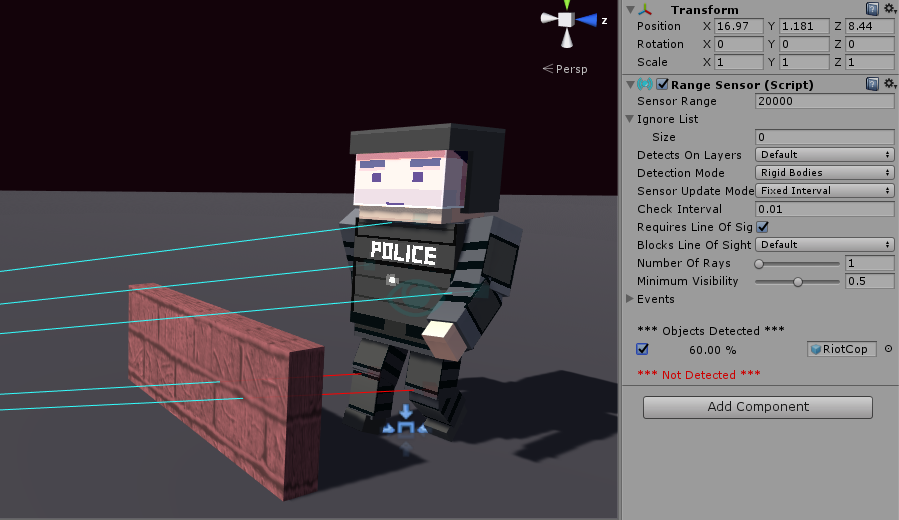 z
Persp
POLICE
Transform
Position X 16.97 Y 1.181 Z 8.44
Rotation X 0 Y 0 Z 0
Scale X 1 Y 1 Z 1
Range Sensor (Script)
Sensor Range 20000
Ignore List
Size 0
Detects On Layers Default
Detection Mode Rigid Bodies
Sensor Update Mode Fixed Interval
Check Interval 0.01
Requires Line Of Sig
Blocks Line Of Sight Default
Number Of Rays 1
Minimum Visibility 0.5
Events
*** Objects Detected ***
60.00 % RiotCop
*** Not Detected ***
Add Component